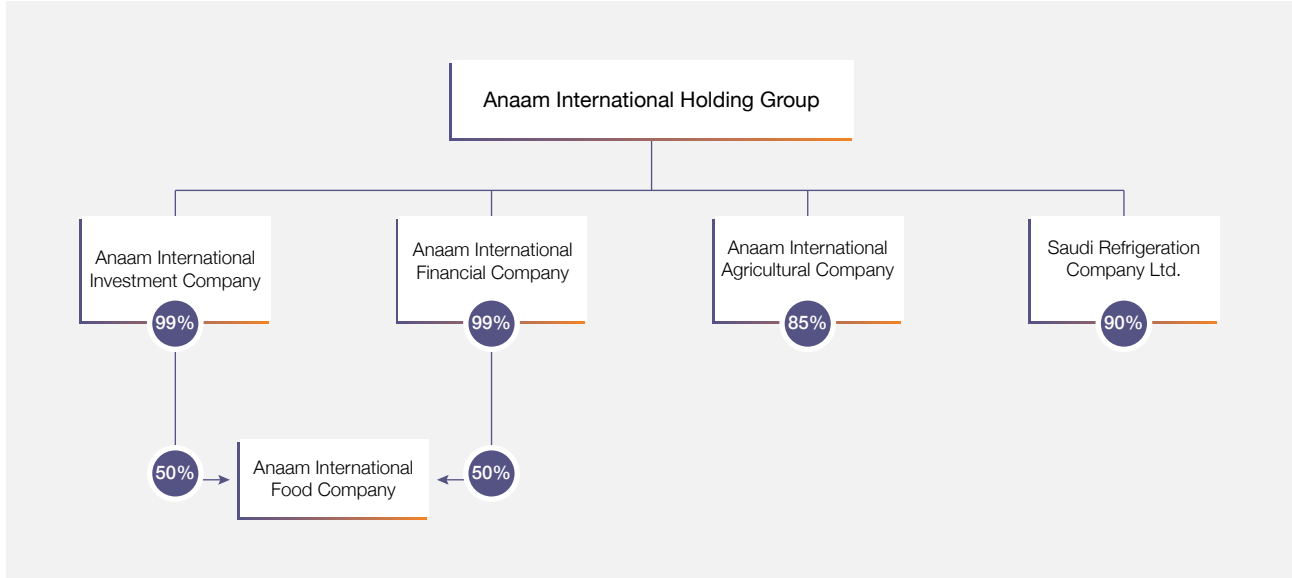 Anaam International Holding Group
Anaam International
Investment Company
99%
Anaam International
Financial Company
99%
Anaam International
Agricultural Company
85%
Saudi Refrigeration
Company Ltd.
90%
50%
Anaam International
Food Company
50%